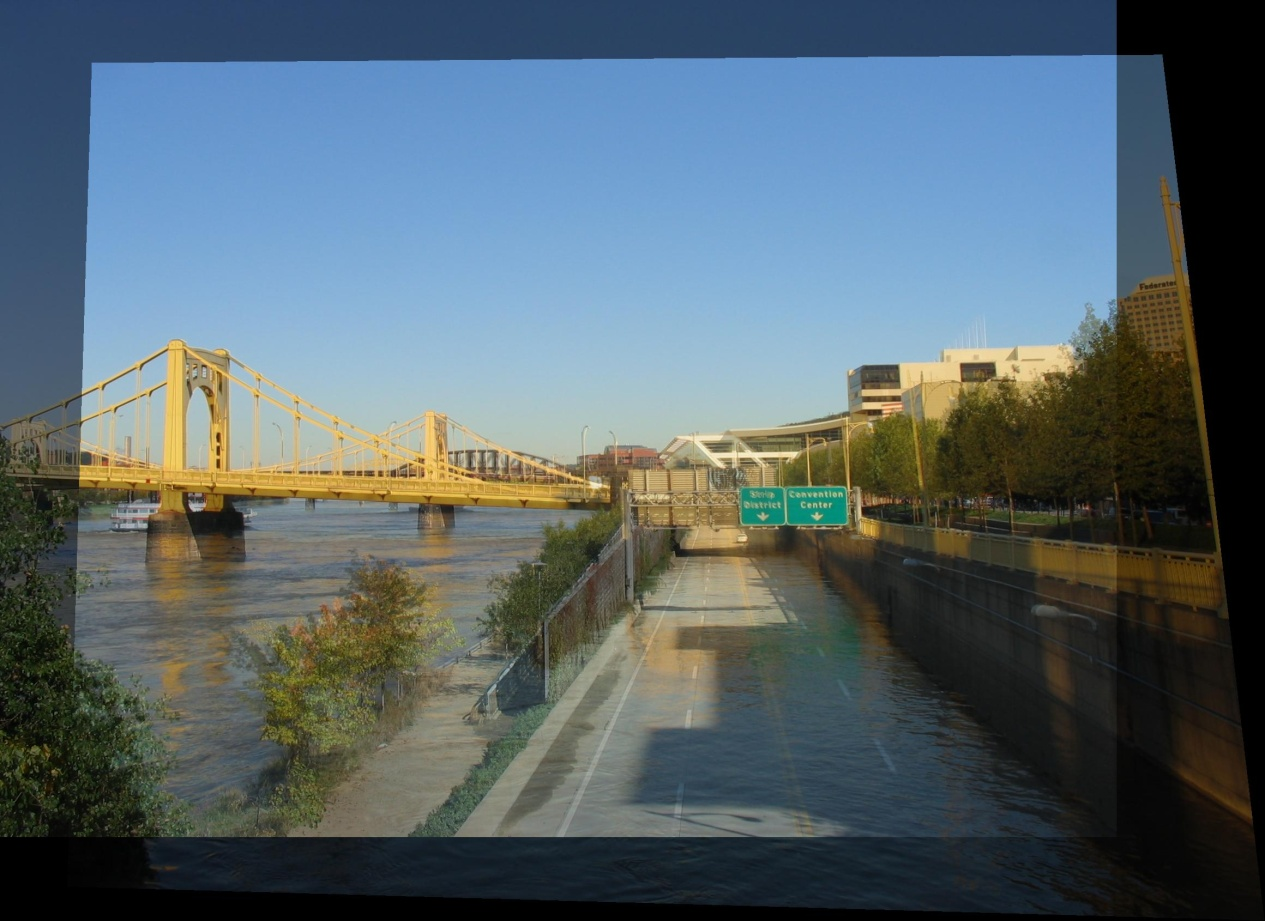 Federated
Strip
District
Convention
Center